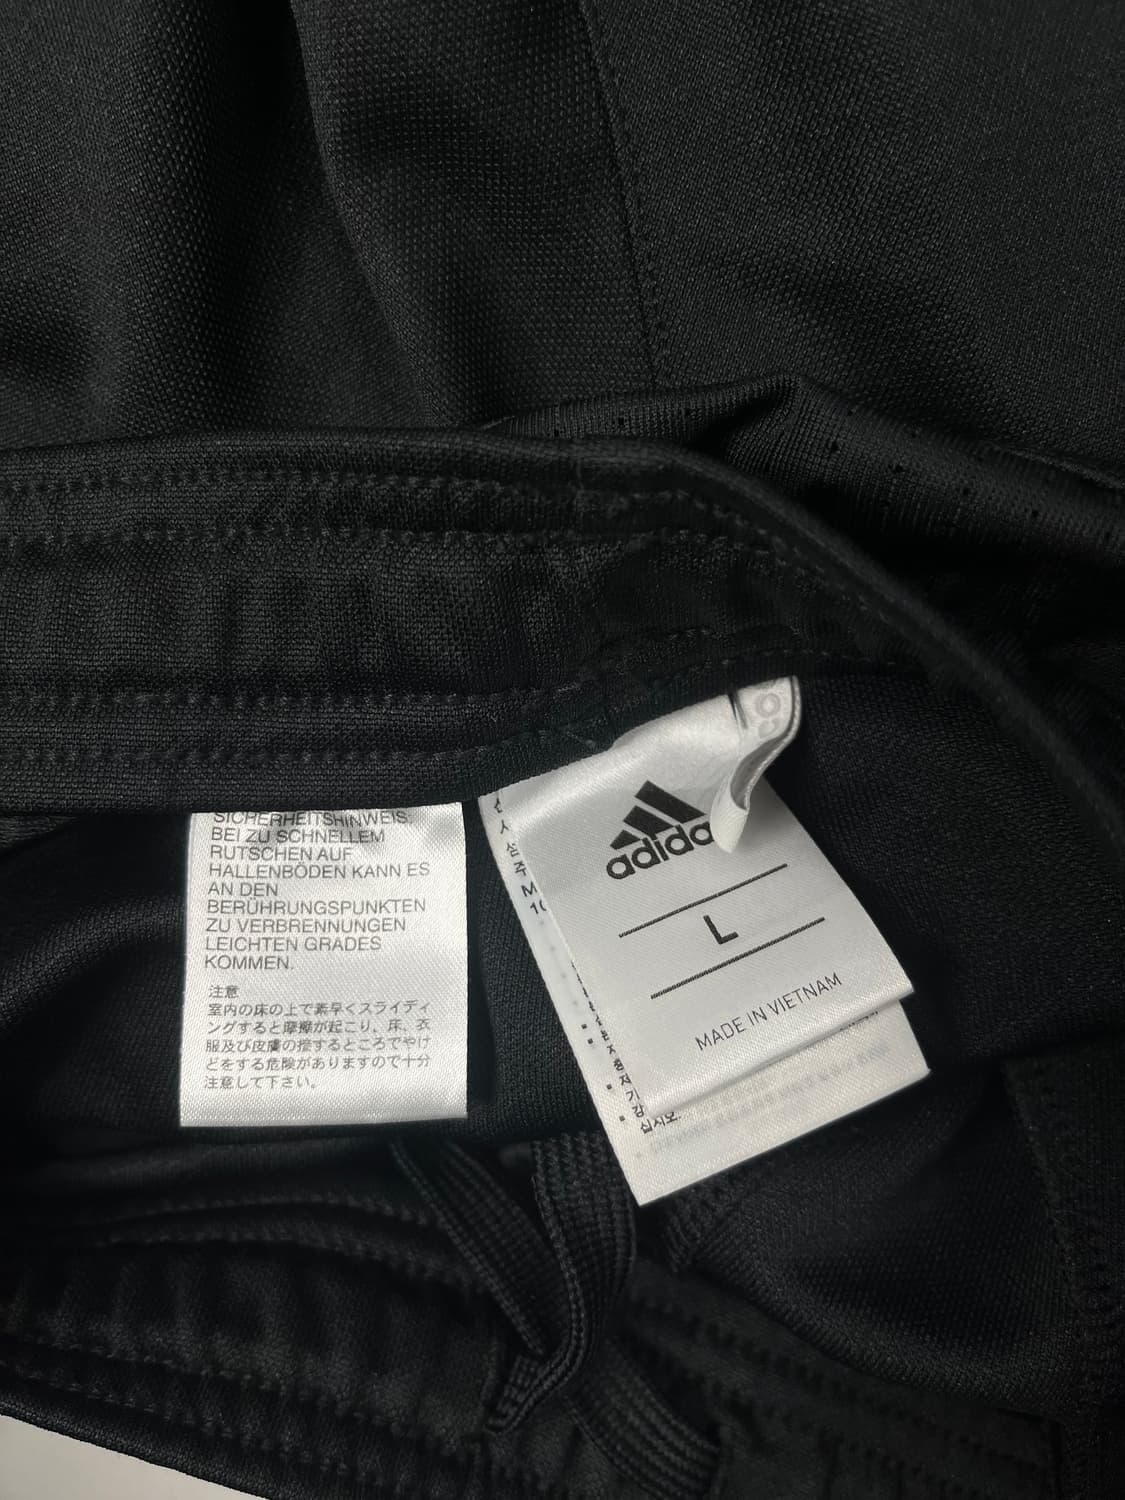 SICHERHEITSHINWEIS:
BEI ZU SCHNELLEM
RUTSCHEN AUF
HALLENBÖDEN KANN ES
AN DEN
BERÜHRUNGSPUNKTEN
ZU VERBRENNUNGEN
LEICHTEN GRADES
KOMMEN.
注意
室内の床の上で素早くスライディ
ングすると摩擦が起こり、床、衣
服及び皮膚の接するところでやけ
どをする危険がありますので十分
注意して下さい。
adidas
L
MADE IN VIETNAM
십시오.